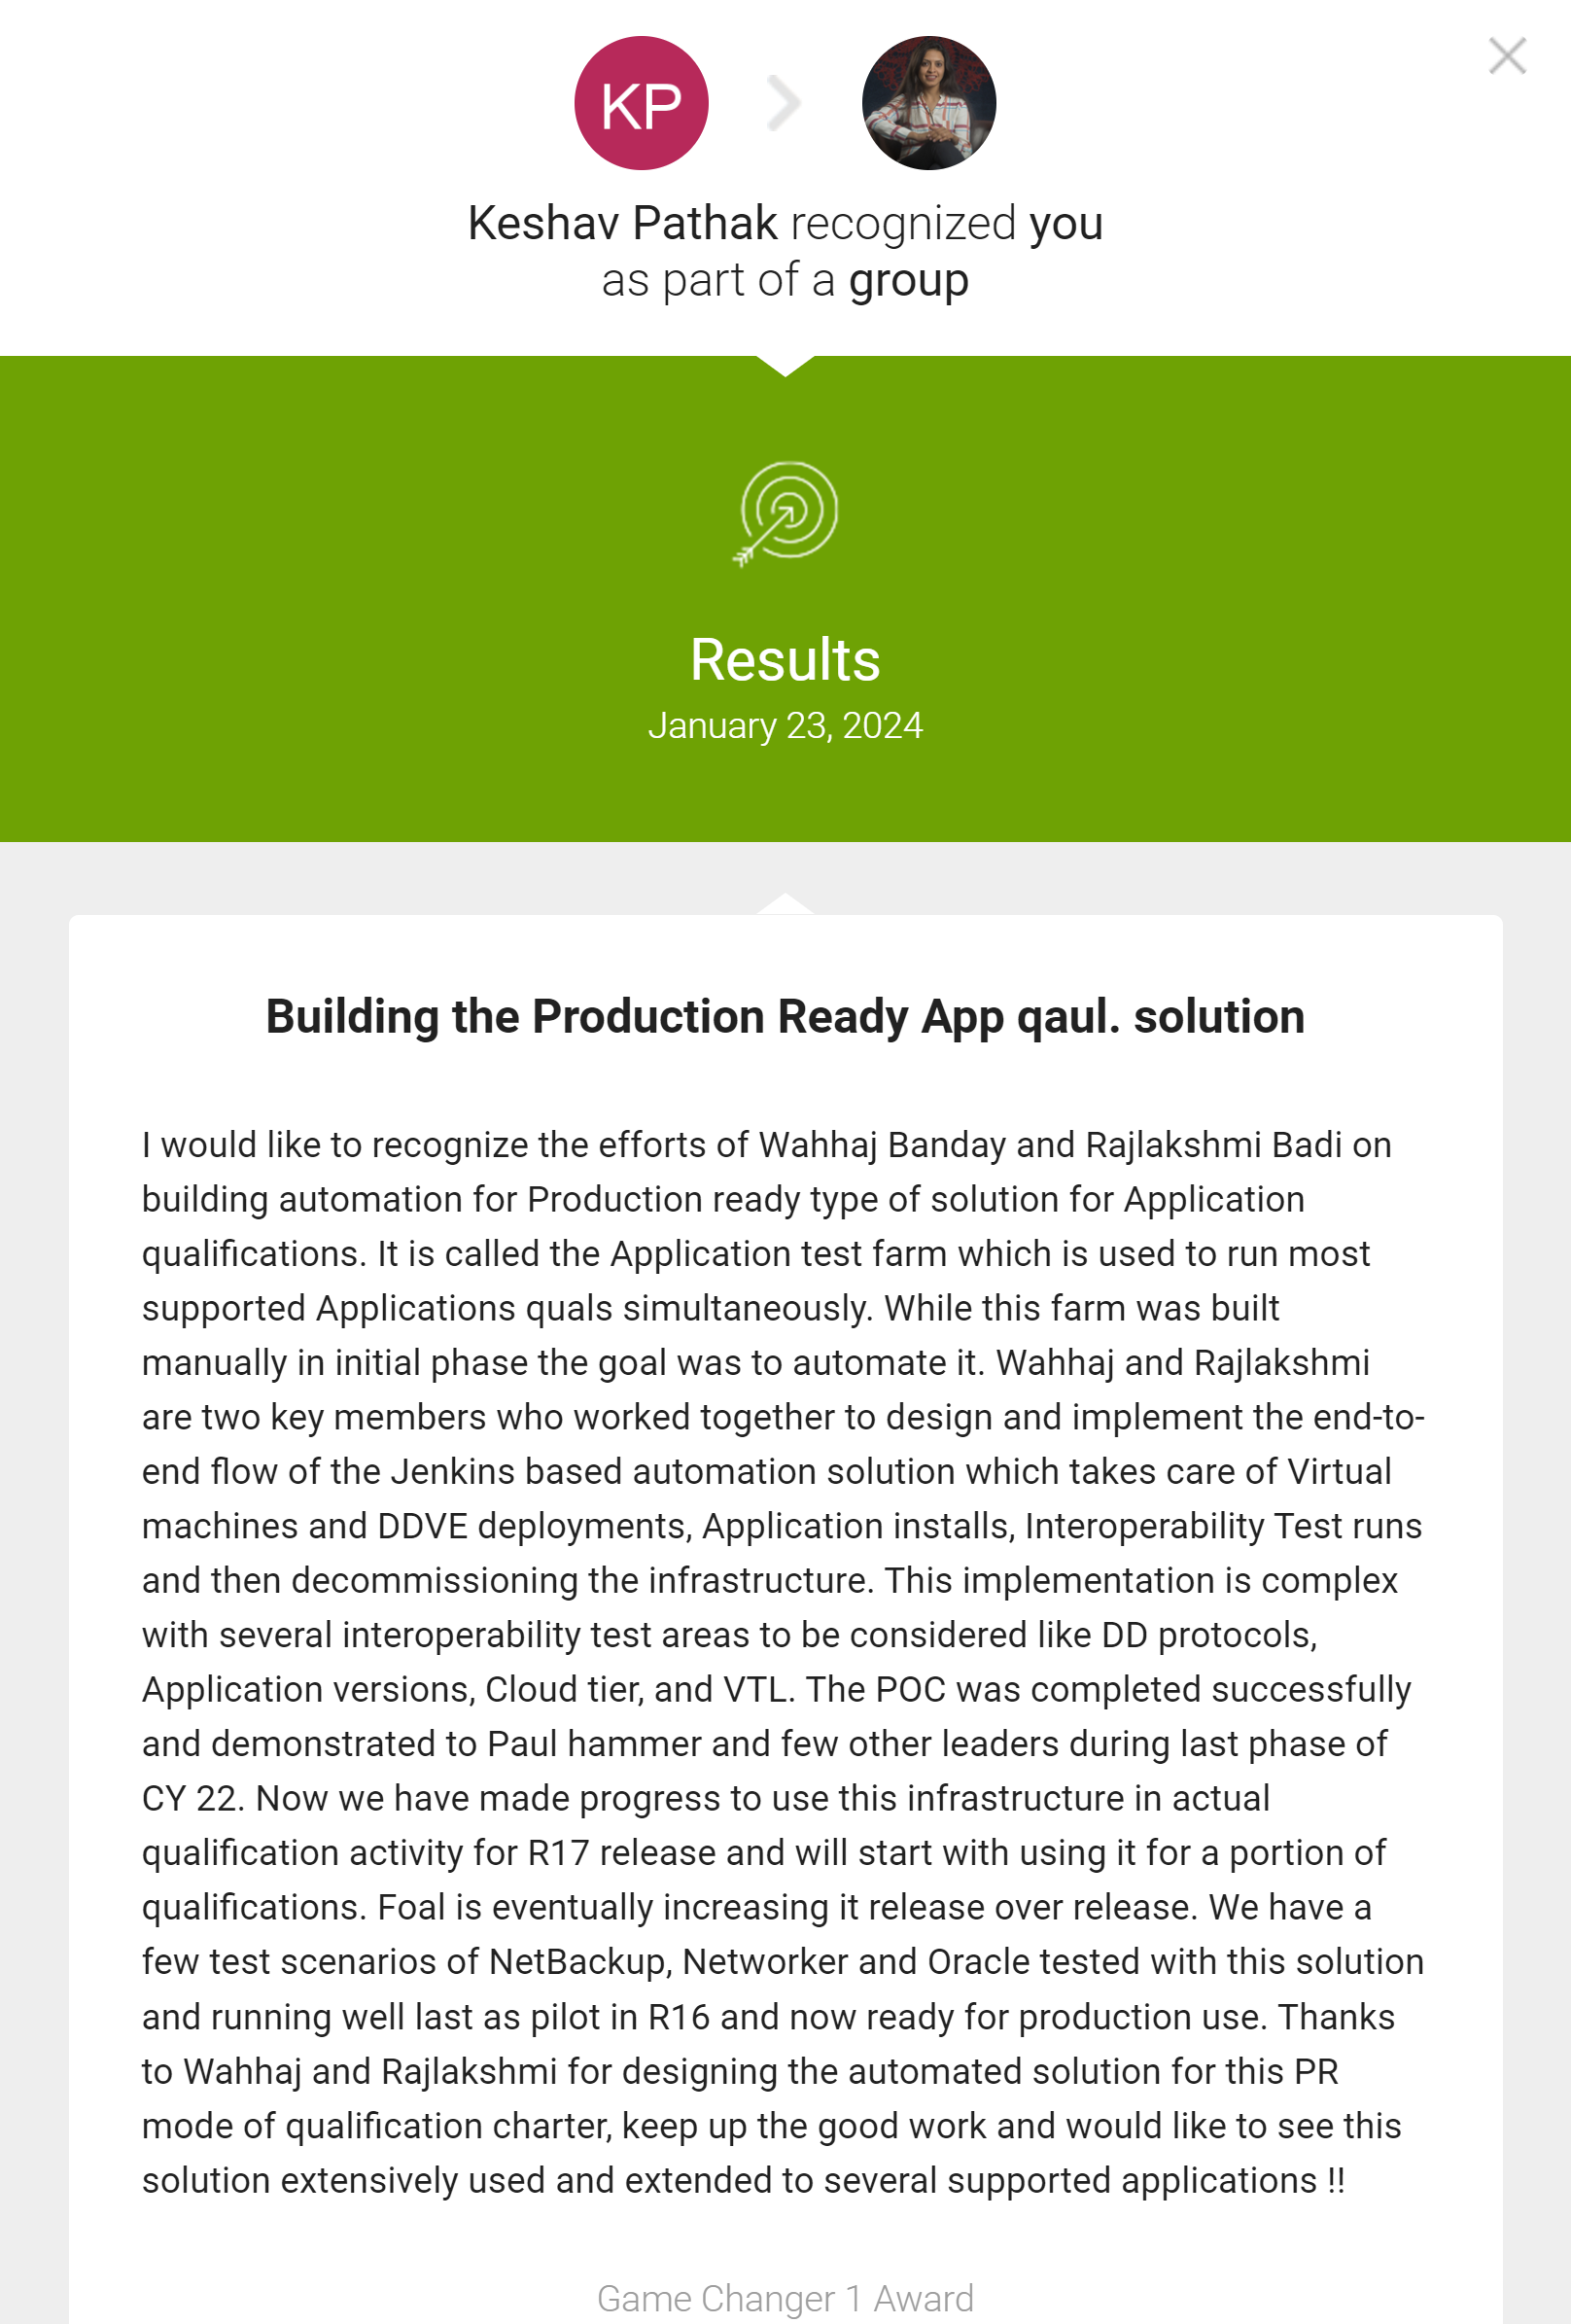 KP
Keshav Pathak recognized you
as part of a group
Results
January 23, 2024
Building the Production Ready App qaul. solution
I would like to recognize the efforts of Wahhaj Banday and Rajlakshmi Badi on
building automation for Production ready type of solution for Application
qualifications. It is called the Application test farm which is used to run most
supported Applications quals simultaneously. While this farm was built
manually in initial phase the goal was to automate it. Wahhaj and Rajlakshmi
are two key members who worked together to design and implement the end-to-
end flow of the Jenkins based automation solution which takes care of Virtual
machines and DDVE deployments, Application installs, Interoperability Test runs
and then decommissioning the infrastructure. This implementation is complex
with several interoperability test areas to be considered like DD protocols,
Application versions, Cloud tier, and VTL. The POC was completed successfully
and demonstrated to Paul hammer and few other leaders during last phase of
CY 22. Now we have made progress to use this infrastructure in actual
qualification activity for R17 release and will start with using it for a portion of
qualifications. Foal is eventually increasing it release over release. We have a
few test scenarios of NetBackup, Networker and Oracle tested with this solution
and running well last as pilot in R16 and now ready for production use. Thanks
to Wahhaj and Rajlakshmi for designing the automated solution for this PR
mode of qualification charter, keep up the good work and would like to see this
solution extensively used and extended to several supported applications !!
Game Changer 1 Award